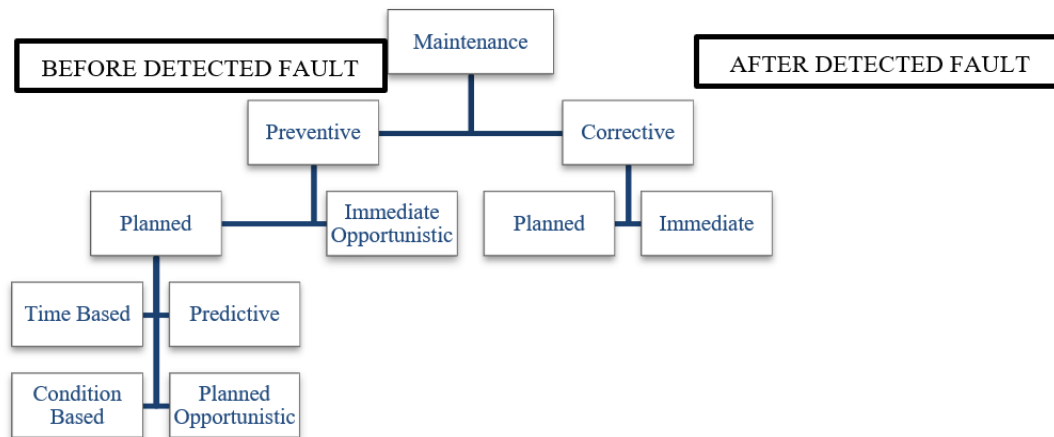 Maintenance
BEFORE DETECTED FAULT
AFTER DETECTED FAULT
Preventive
Corrective
Planned
Immediate
Opportunistic
Planned
Immediate
Time Based
Predictive
Condition
Based
Planned
Opportunistic